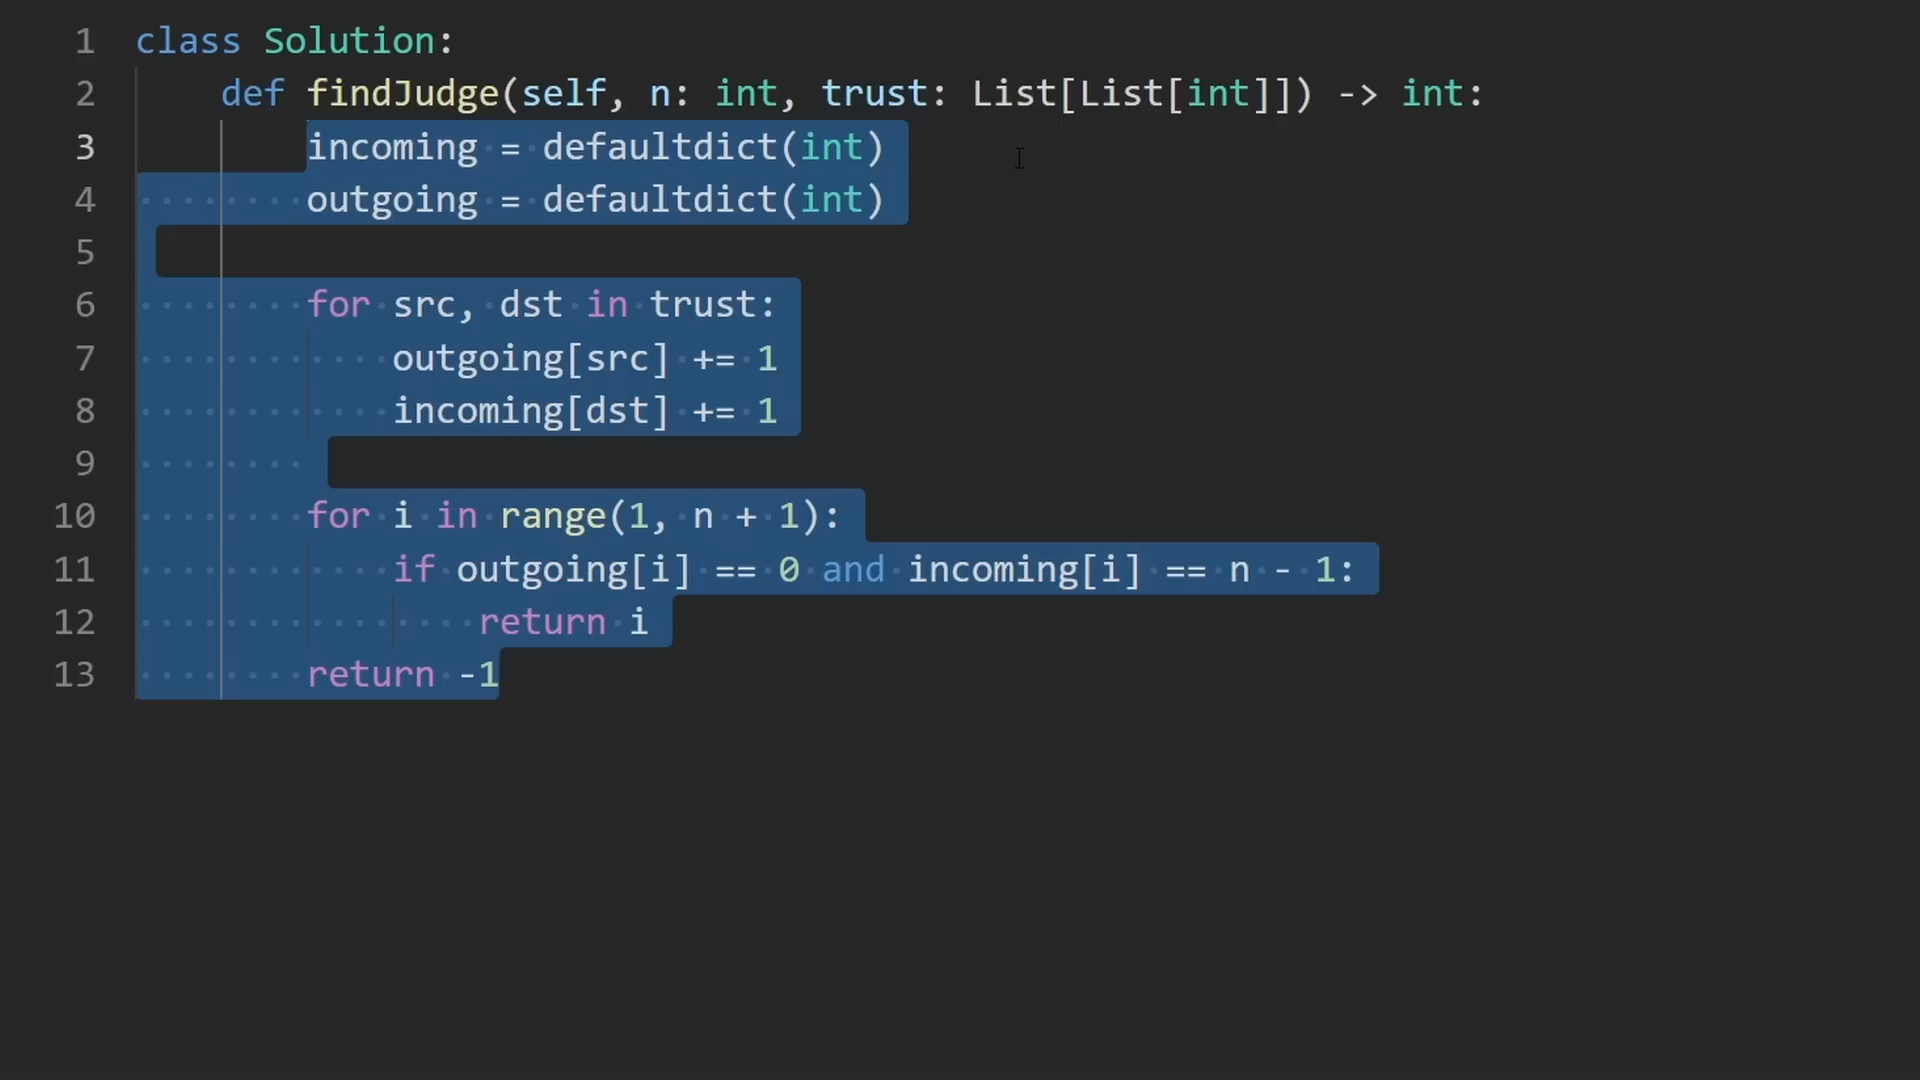 1 class Solution:
2     def findJudge(self, n: int, trust: List[List[int]]) -> int:
3         incoming = defaultdict(int)
4         outgoing = defaultdict(int)
5
6         for src, dst in trust:
7             outgoing[src] += 1
8             incoming[dst] += 1
9
10         for i in range(1, n + 1):
11             if outgoing[i] == 0 and incoming[i] == n - 1:
12                 return i
13         return -1